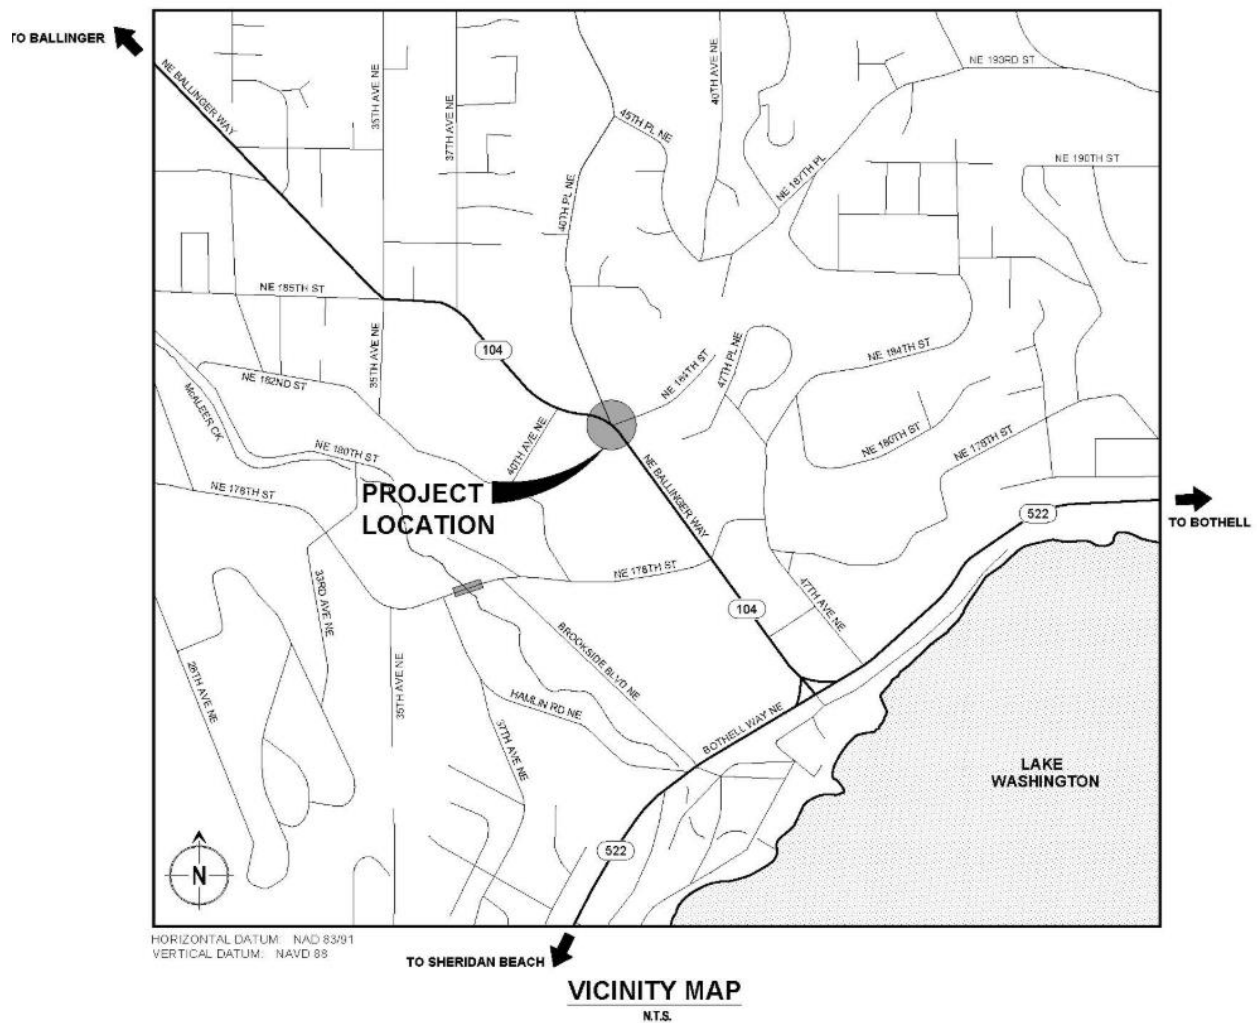 TO BALLINGER
NE BALLINGER WAY
35TH AVE NE
37TH AVE NE
40TH AVE NE
NE 193RD ST
45TH PL NE
NE 187TH PL
NE 190TH ST
40TH PL NE
NE 185TH ST
104
35TH AVE NE
NE 182ND ST
McALEER CK.
NE 184TH ST
47TH PL NE
NE 184TH ST
40TH AVE NE
NE 180TH ST
NE 178TH ST
NE 180TH ST
NE 178TH ST
PROJECT
LOCATION
NE BALLINGER WAY
522
TO BOTHELL
NE 178TH ST
33RD AVE NE
47TH AVE NE
104
BROOKSIDE BLVD NE
28TH AVE NE
35TH AVE NE
HAMLIN RD NE
37TH AVE NE
BOTHELL WAY NE
LAKE
WASHINGTON
522
N
HORIZONTAL DATUM: NAD 83/91
VERTICAL DATUM: NAVD 88
TO SHERIDAN BEACH
VICINITY MAP
N.T.S.